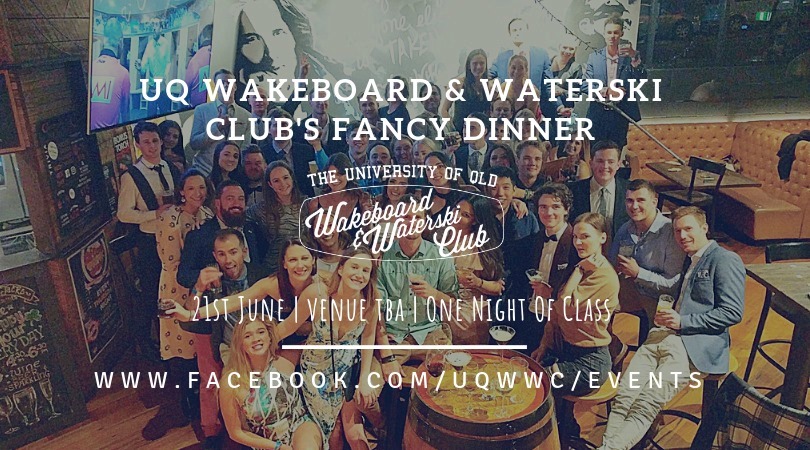 UQ WAKEBOARD & WATERSKI
CLUB'S FANCY DINNER
THE UNIVERSITY OF QLD
Wakeboard
& Waterski
Club
21st June | venue tba | One Night Of Class
WWW.FACEBOOK.COM/UQWWC/EVENTS